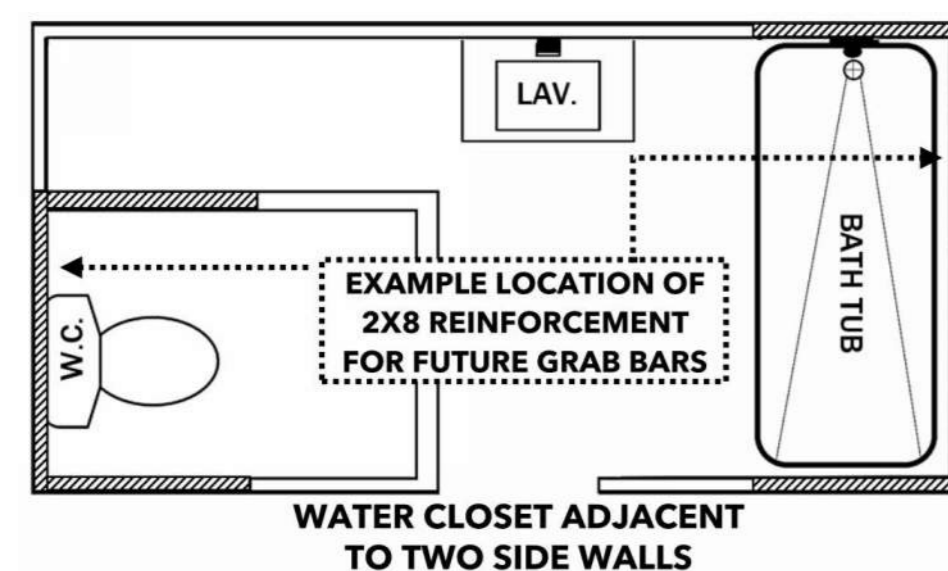 LAV.
BATH TUB
EXAMPLE LOCATION OF
2X8 REINFORCEMENT
FOR FUTURE GRAB BARS
W.C.
WATER CLOSET ADJACENT
TO TWO SIDE WALLS